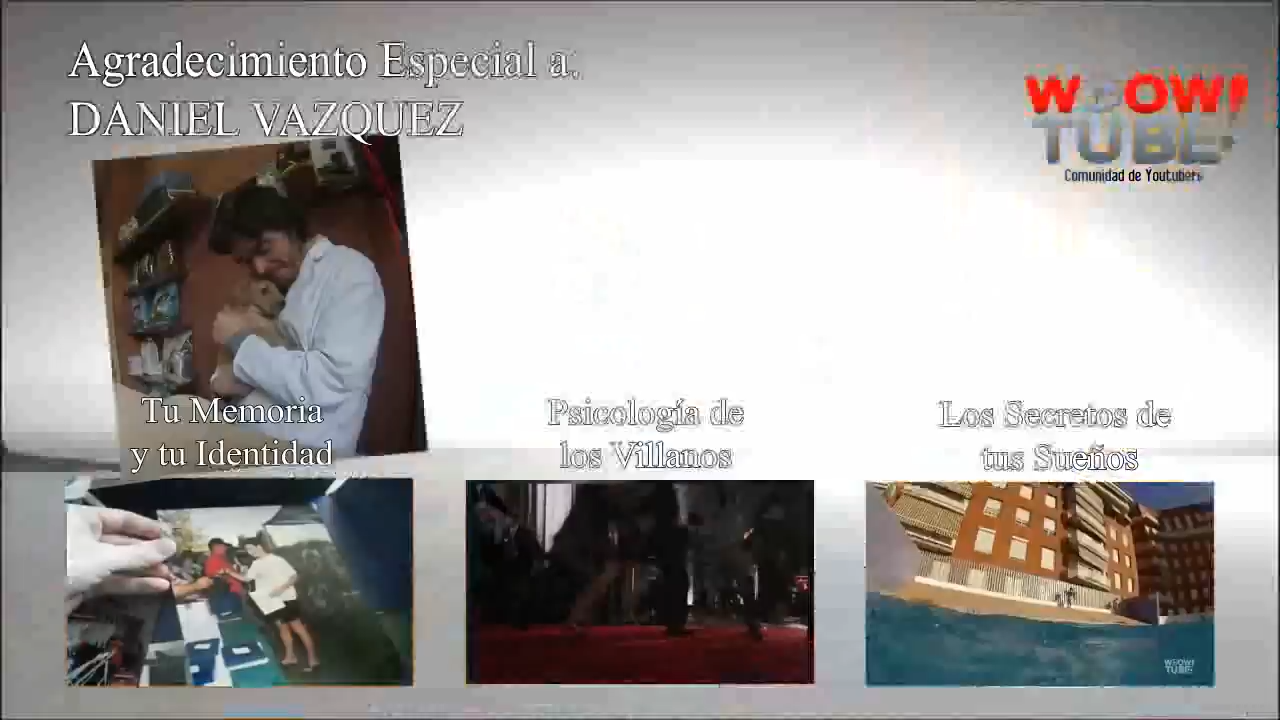 Agradecimiento Especial a:
DANIEL VAZQUEZ
WOOW!
TUBE!
Comunidad de Youtubers
Tu Memoria
y tu Identidad
Psicología de
los Villanos
Los Secretos de
tus Sueños
WOOW!
TUBE!